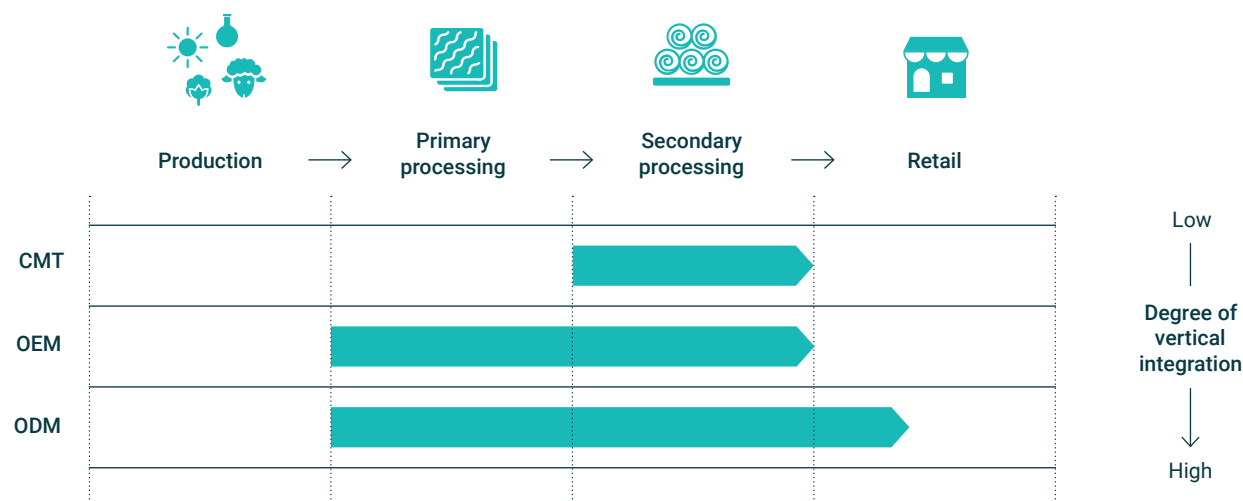 Production
Primary
processing
Secondary
processing
Retail
Low
CMT
Degree of
vertical
integration
OEM
ODM
High